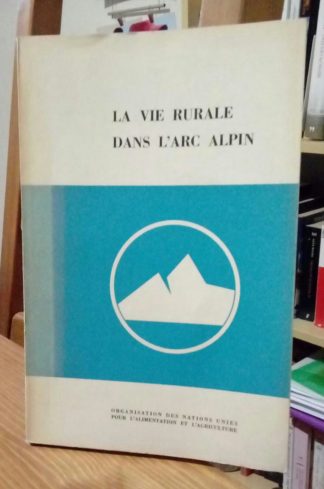 LA VIE RURALE
DANS L'ARC ALPIN
ORGANISATION DES NATIONS UNIES
POUR L'ALIMENTATION ET L'AGRICULTURE